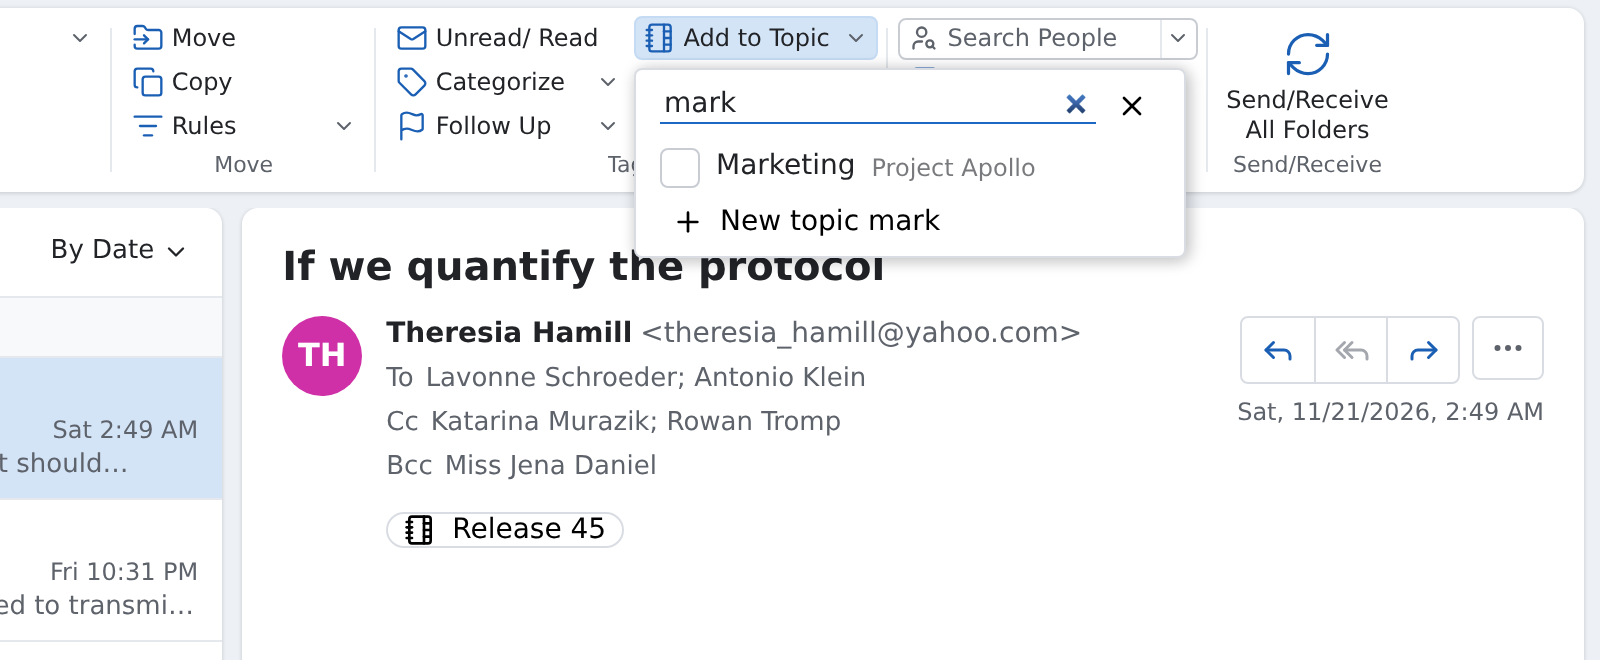 Move
Copy
Rules
Move
Unread/ Read
Categorize
Follow Up
Add to Topic
Search People
Send/Receive
All Folders
Send/Receive
mark
Marketing Project Apollo
New topic mark
By Date
Sat 2:49 AM
t should…
Fri 10:31 PM
ed to transmi…
If we quantify the protocol
TH
Theresia Hamill <theresia_hamill@yahoo.com>
To Lavonne Schroeder; Antonio Klein
Cc Katarina Murazik; Rowan Tromp
Bcc Miss Jena Daniel
Sat, 11/21/2026, 2:49 AM
Release 45